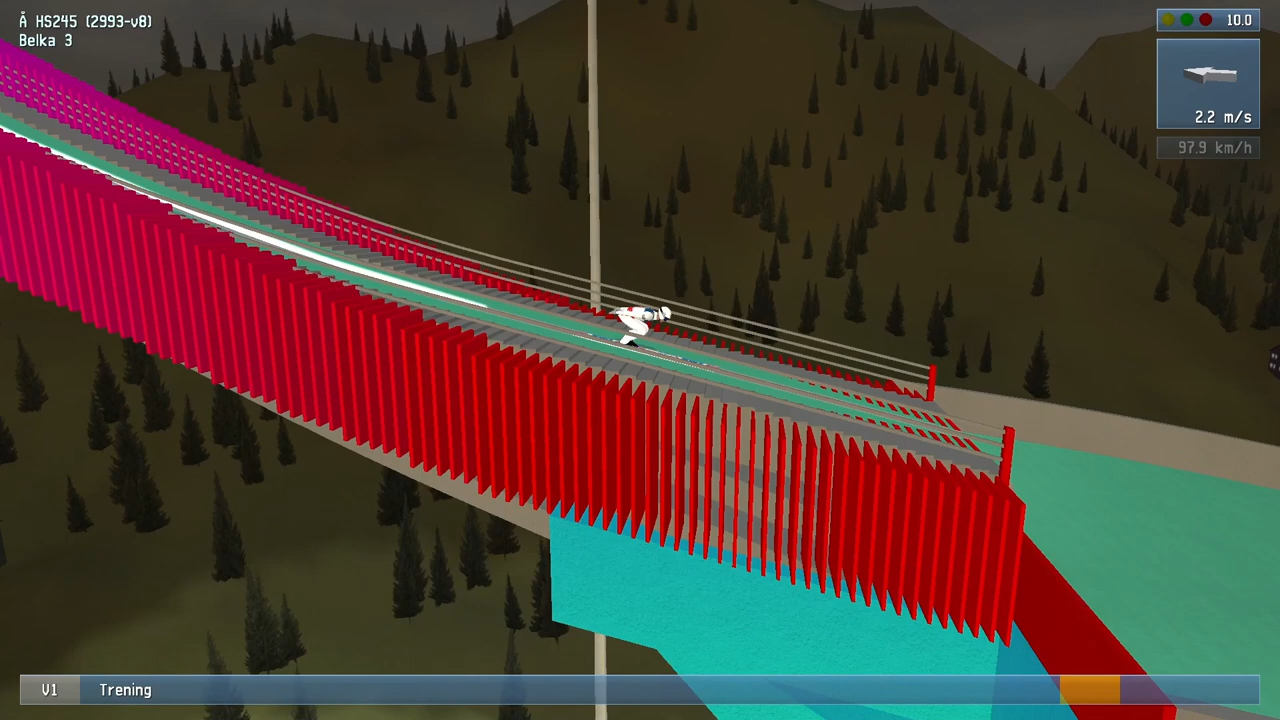 Å HS245 (2993-v8)
Belka 3
10.0
2.2 m/s
97.9 km/h
V1 Trening